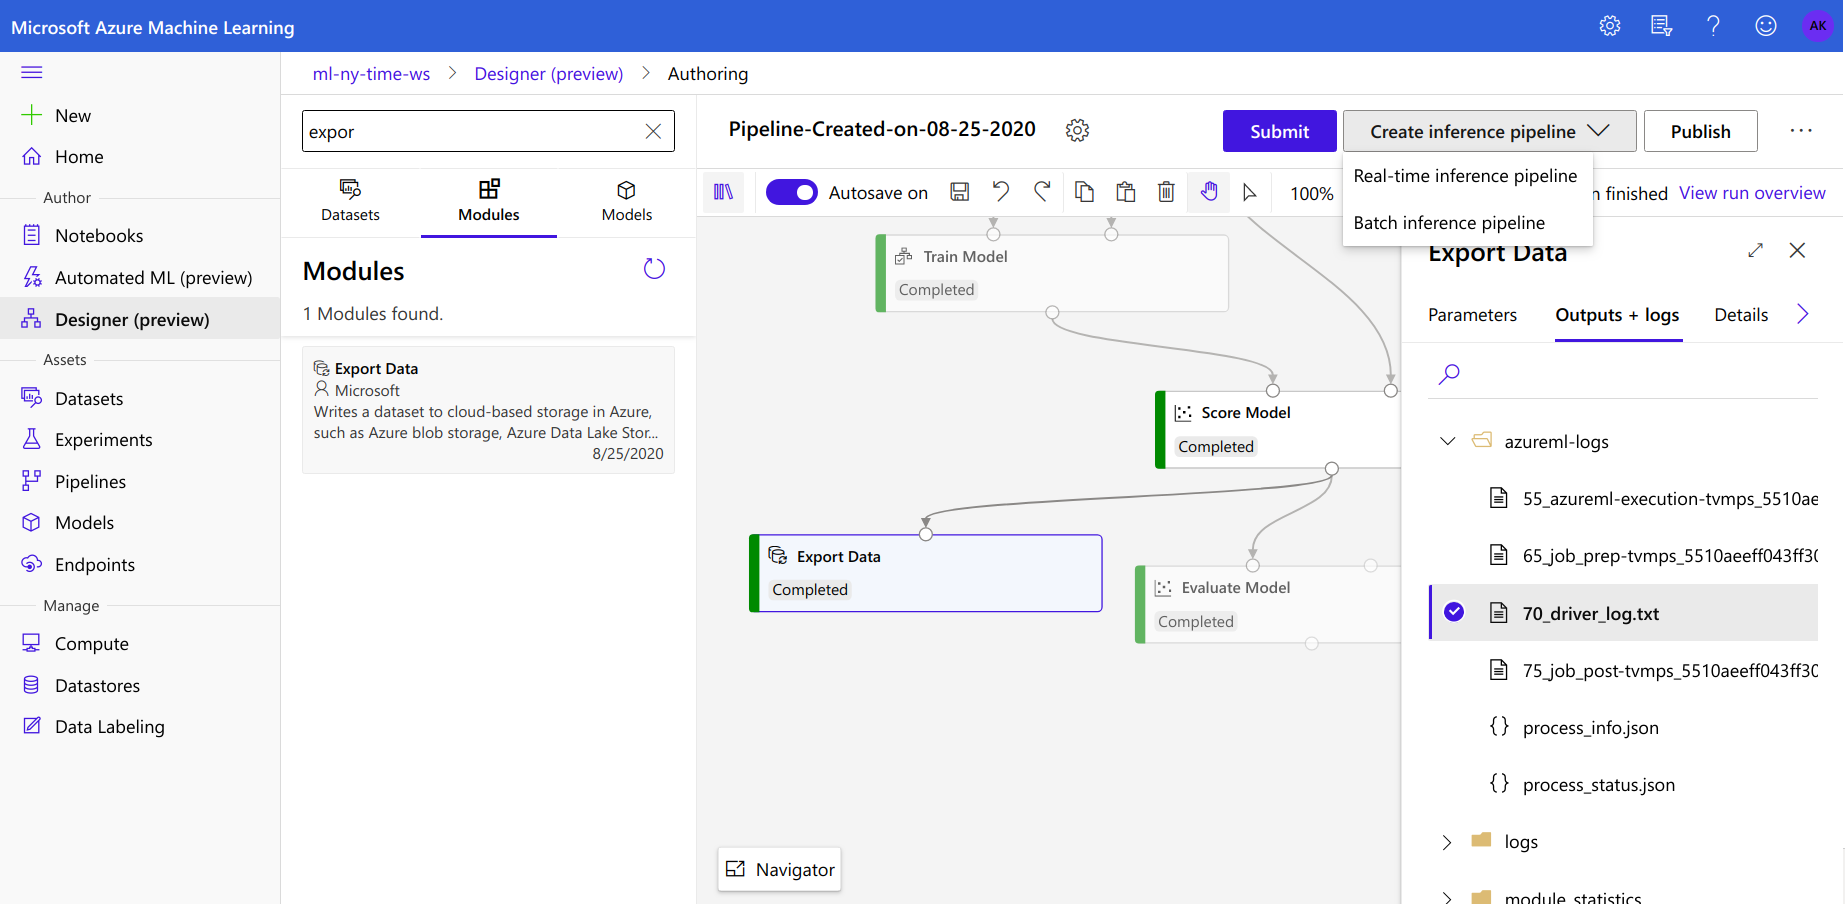 Microsoft Azure Machine Learning
AK
New
Home
Author
Notebooks
Automated ML (preview)
Designer (preview)
Assets
Datasets
Experiments
Pipelines
Models
Endpoints
Manage
Compute
Datastores
Data Labeling
ml-ny-time-ws > Designer (preview) > Authoring
expor
Datasets
Modules
Models
Modules
1 Modules found.
Export Data
Microsoft
Writes a dataset to cloud-based storage in Azure,
such as Azure blob storage, Azure Data Lake Stor...
8/25/2020
Pipeline-Created-on-08-25-2020
Submit
Create inference pipeline
Publish
Real-time inference pipeline
Batch inference pipeline
Autosave on
100%
n finished
View run overview
Train Model
Completed
Score Model
Completed
Export Data
Completed
Evaluate Model
Completed
Navigator
Export Data
Parameters
Outputs + logs
Details
azureml-logs
55_azureml-execution-tvmps_5510ae
65_job_prep-tvmps_5510aeeff043ff30
70_driver_log.txt
75_job_post-tvmps_5510aeeff043ff30
process_info.json
process_status.json
logs
module_statistics